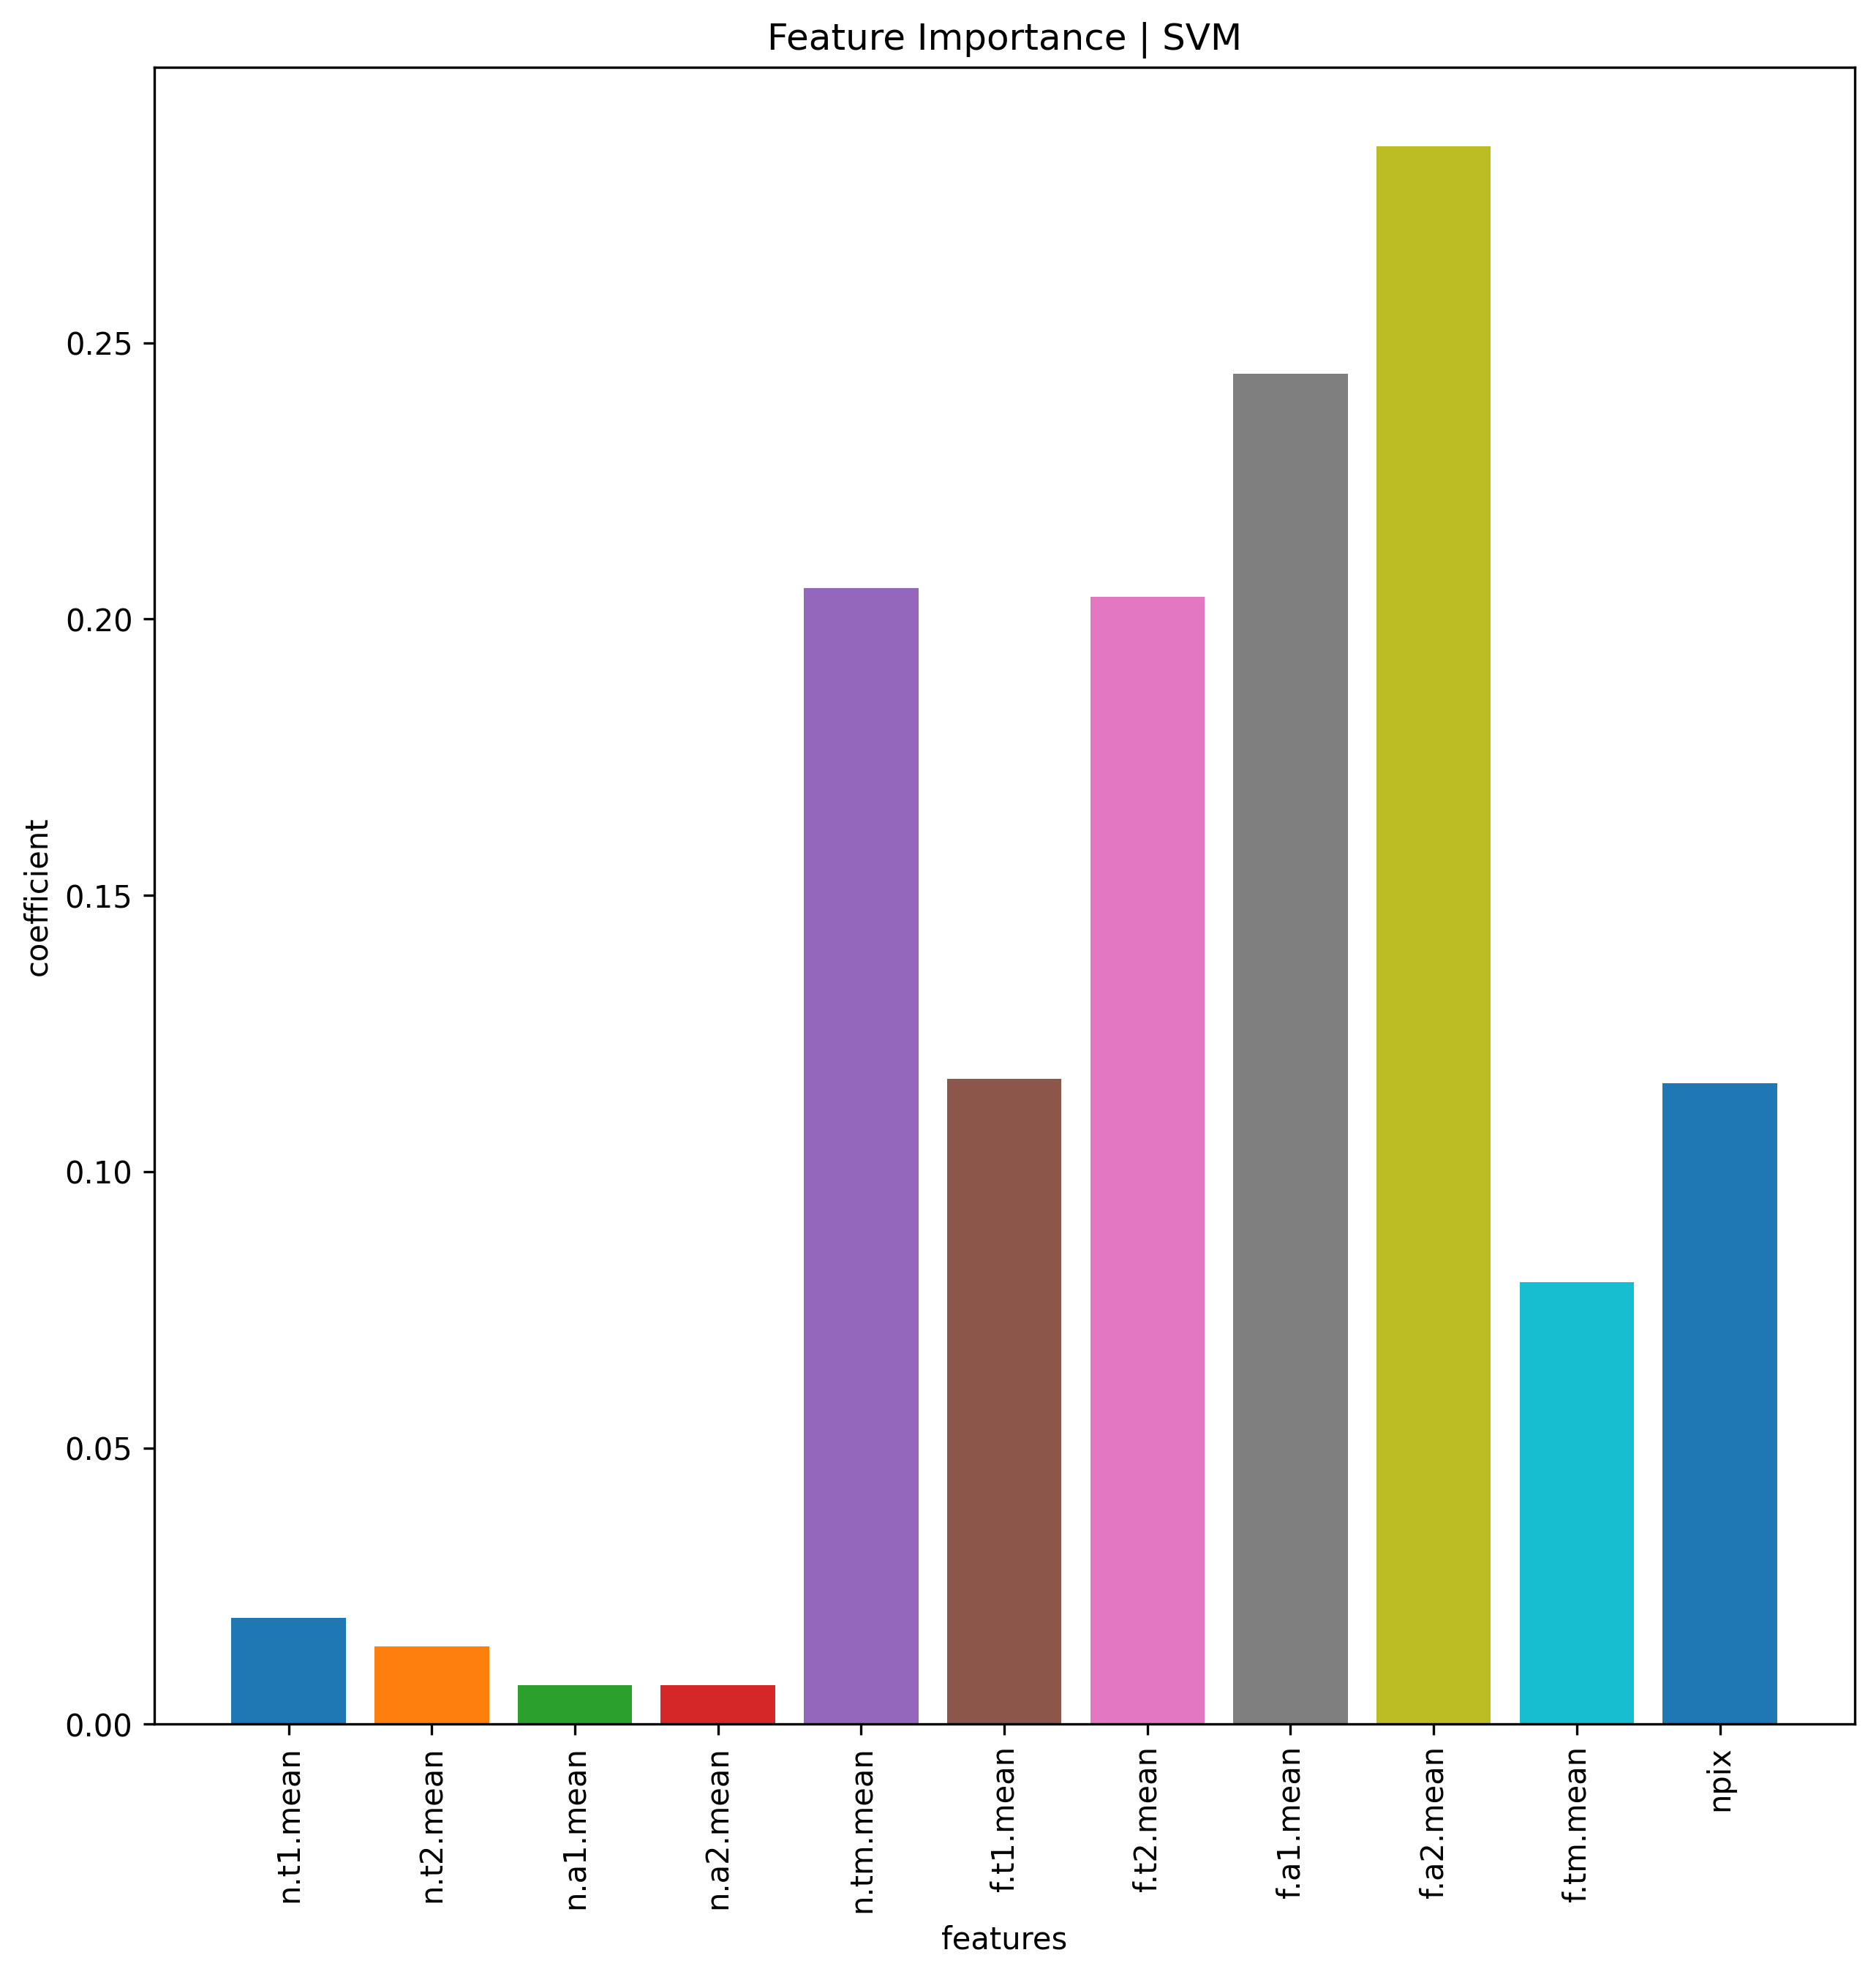 Feature Importance | SVM
coefficient
0.25
0.20
0.15
0.10
0.05
0.00
n.t1.mean
n.t2.mean
n.a1.mean
n.a2.mean
n.tm.mean
f.t1.mean
f.t2.mean
f.a1.mean
f.a2.mean
f.tm.mean
npix
features